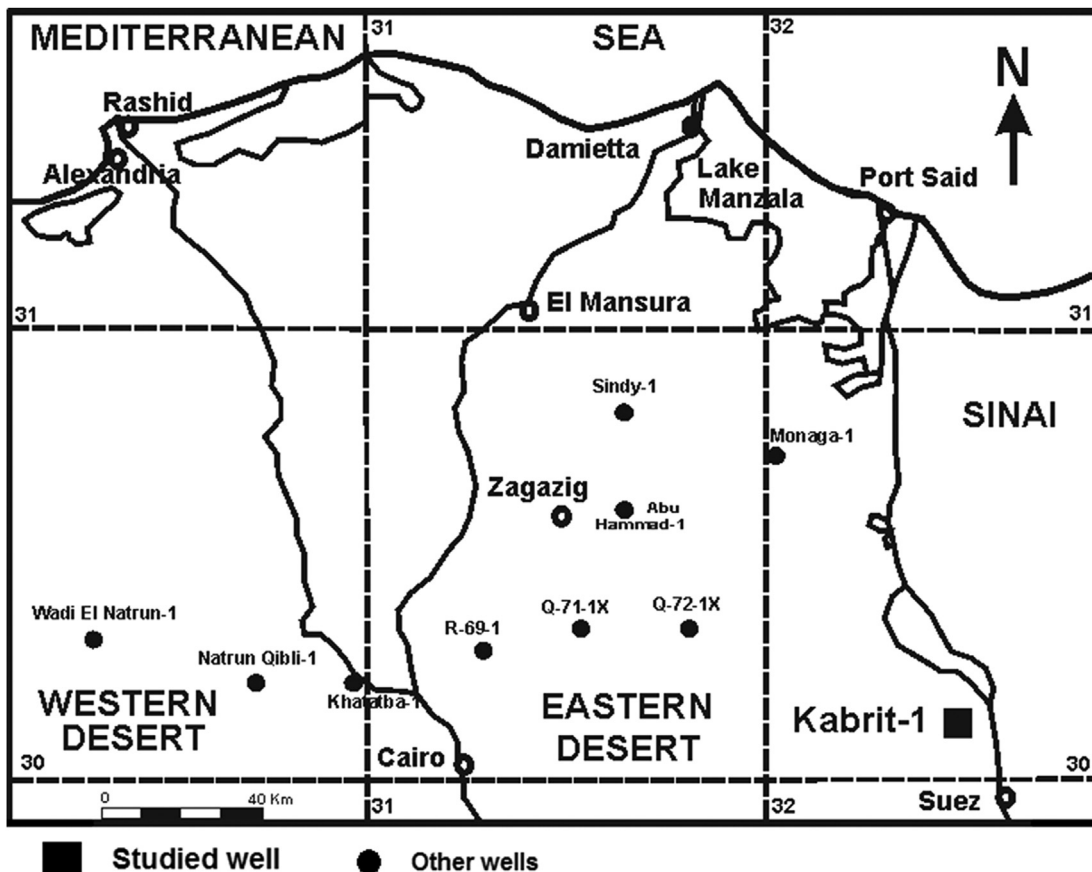 31
32
MEDITERRANEAN
SEA
N
Rashid
Damietta
Alexandria
Lake
Manzala
Port Said
El Mansura
31
31
Sindy-1
SINAI
Monaga-1
Zagazig
Abu
Hammad-1
Wadi El Natrun-1
Q-71-1X
Q-72-1X
R-69-1
Natrun Qibli-1
Khatatba-1
WESTERN
DESERT
EASTERN
DESERT
Kabrit-1
Cairo
30
30
0
40 Km
31
32
Suez
Studied well
Other wells